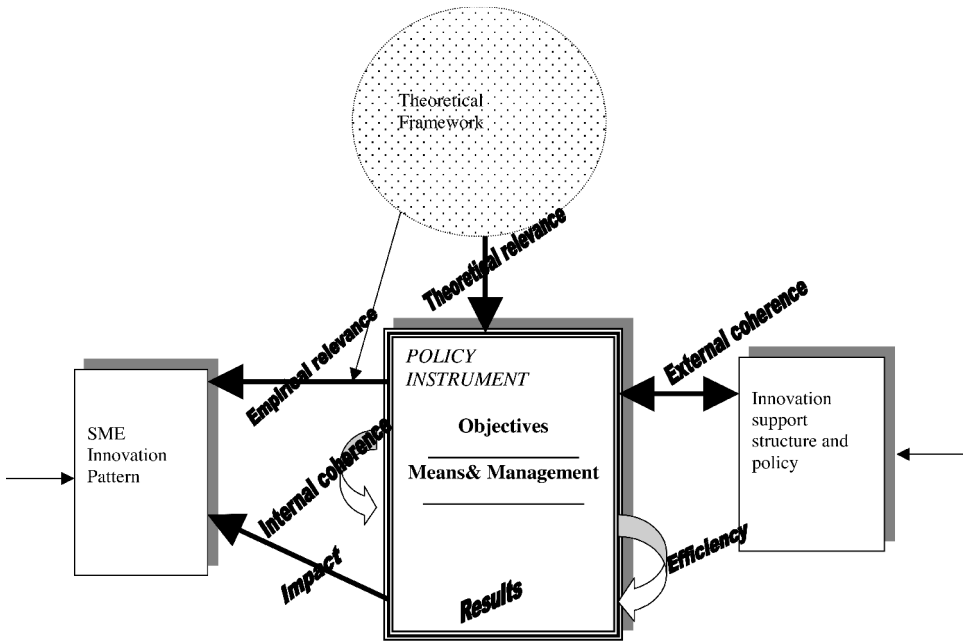 Theoretical
Framework
Theoretical relevance
Empirical relevance
External coherence
POLICY
INSTRUMENT
Objectives
Means& Management
Results
Innovation
support
structure and
policy
SME
Innovation
Pattern
Internal coherence
Impact
Efficiency